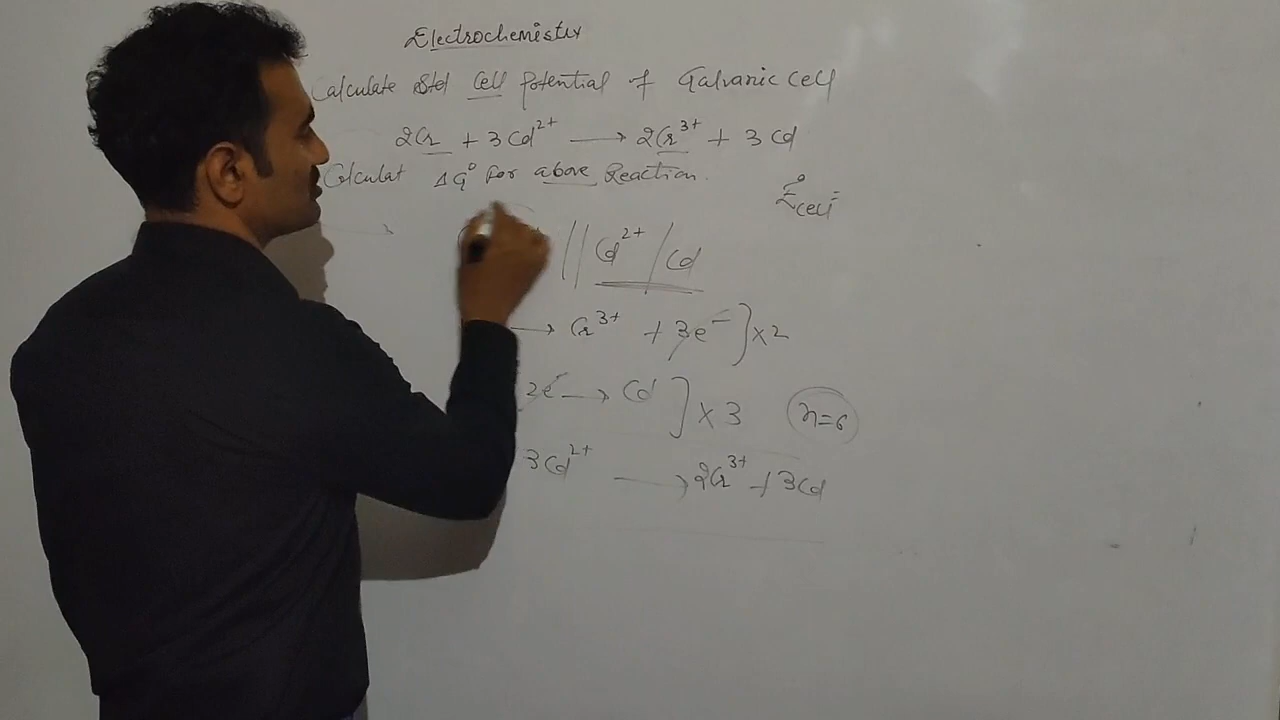 Electrochemistry
Calculate Std Cell Potential of Galvanic Cell
2Cr + 3Cd²⁺ ⟶ 2Cr³⁺ + 3Cd
Calculat ΔG° for above Reaction.
E°cell =
// Cd²⁺ / Cd
⟶ Cr³⁺ + 3e⁻ ] × 2
2e⁻ ⟶ Cd ] × 3 n=6
3Cd²⁺ ⟶ 2Cr³⁺ + 3Cd